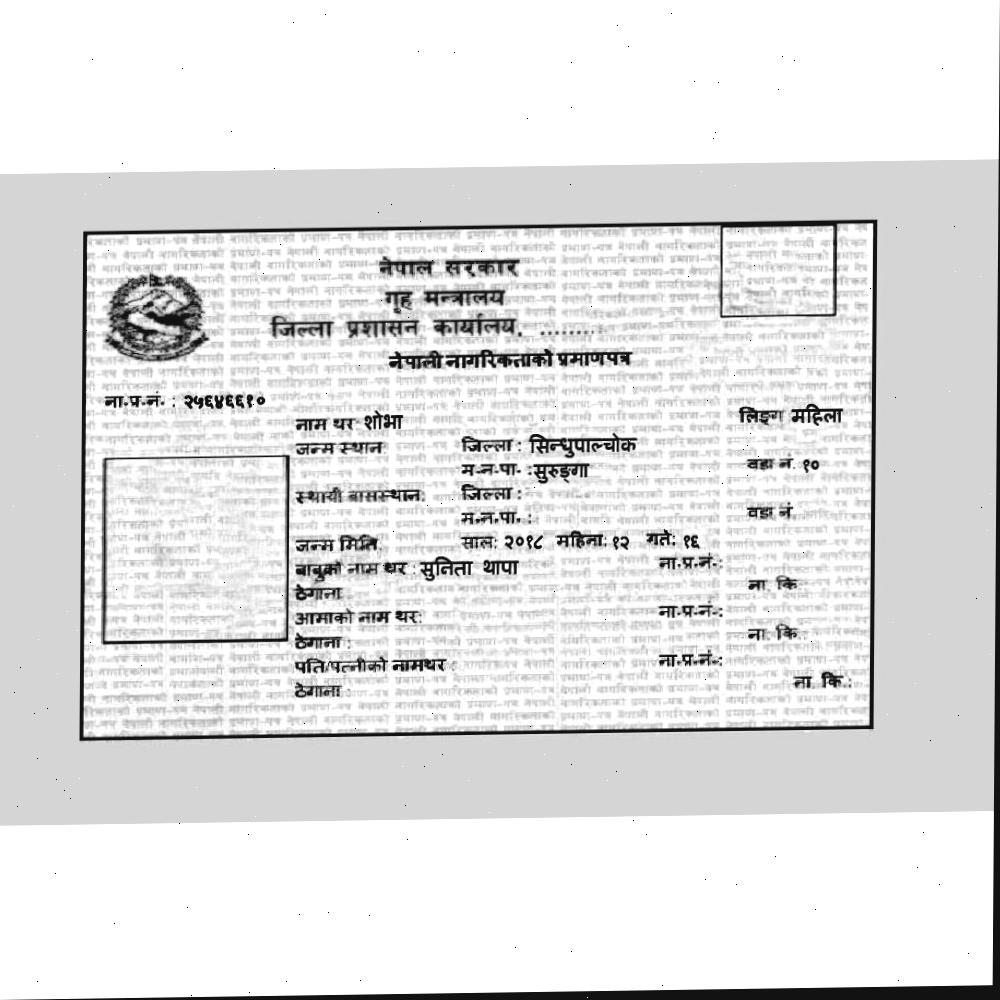 नेपाल सरकार
गृह मन्त्रालय
जिल्ला प्रशासन कार्यालय, .........
नेपाली नागरिकताको प्रमाणपत्र
ना.प्र.नं. : २५६४६६१०
नाम थर शोभा लिङ्ग महिला
जन्म स्थान जिल्ला : सिन्धुपाल्चोक
म.न.पा. :सुरुङ्गा वडा नं. १०
स्थायी बासस्थान: जिल्ला :
म.न.पा. : वडा नं.
जन्म मिति: साल: २०१८ महिना: १२ गते: १६
बाबुको नाम थर : सुनिता थापा ना.प्र.नं.:
ठेगाना ना. कि.:
आमाको नाम थर: ना.प्र.नं.:
ठेगाना : ना. कि.:
पति/पत्नीको नामथर : ना.प्र.नं.:
ठेगाना : ना. कि.: